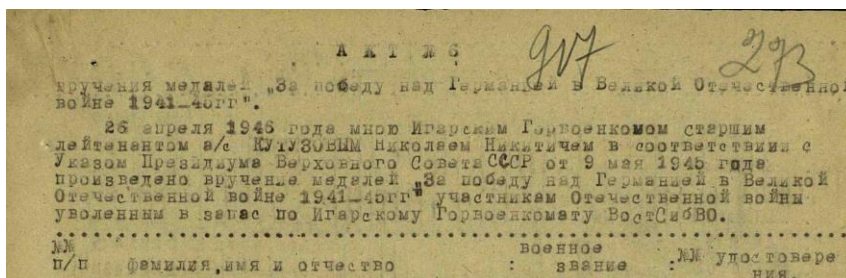 АКТ №6
907 273
вручения медалей „За победу над Германией в Великой Отечественной
войне 1941-45гг".
26 апреля 1946 года мною Игарским Горвоенкомом старшим
лейтенантом а/с КУТУЗОВЫМ Николаем Никитичем в соответствии с
Указом Президиума Верховного Совета СССР от 9 мая 1945 года
произведено вручение медалей „За победу над Германией в Великой
Отечественной войне 1941-45гг" участникам Отечественной войны
уволенным в запас по Игарскому Горвоенкомату ВостСибВО.
№№ военное
п/п фамилия,имя и отчество : звание : №№ удостовере
ния.